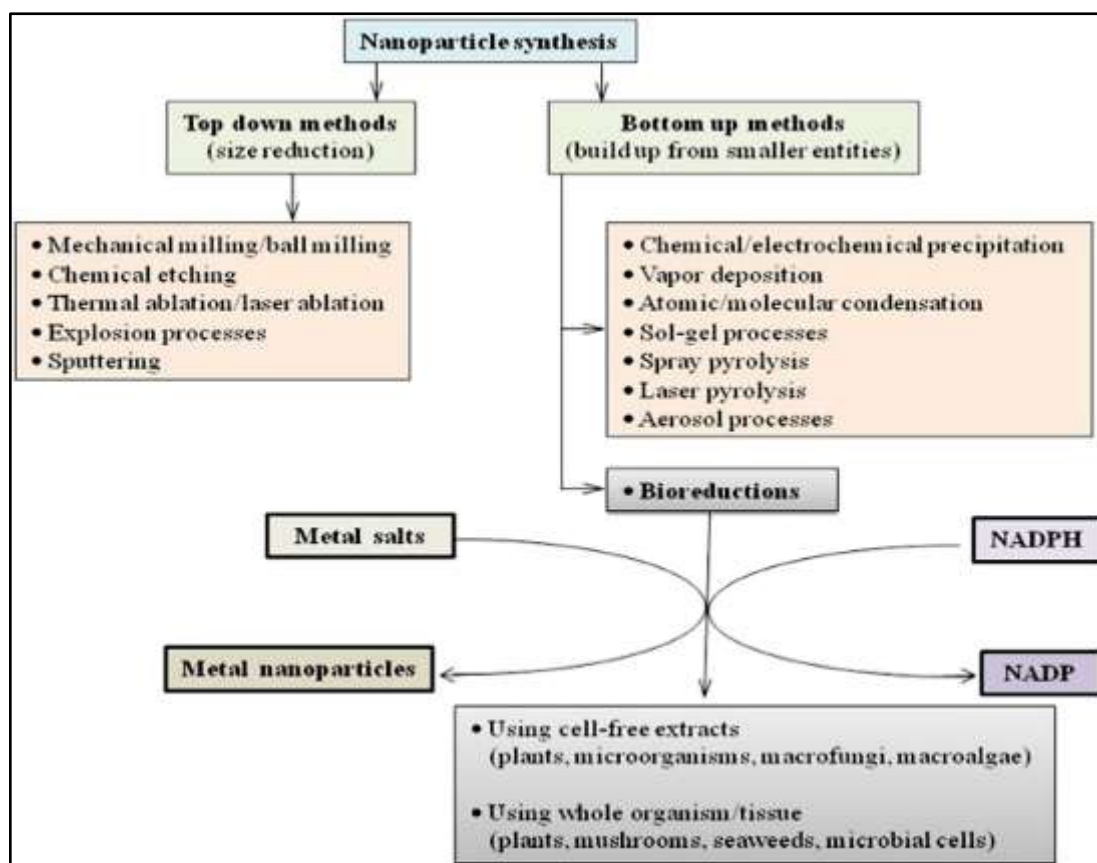 Nanoparticle synthesis
Top down methods
(size reduction)
Bottom up methods
(build up from smaller entities)
• Mechanical milling/ball milling
• Chemical etching
• Thermal ablation/laser ablation
• Explosion processes
• Sputtering
• Chemical/electrochemical precipitation
• Vapor deposition
• Atomic/molecular condensation
• Sol-gel processes
• Spray pyrolysis
• Laser pyrolysis
• Aerosol processes
• Bioreductions
Metal salts
NADPH
Metal nanoparticles
NADP
• Using cell-free extracts
(plants, microorganisms, macrofungi, macroalgae)
• Using whole organism/tissue
(plants, mushrooms, seaweeds, microbial cells)